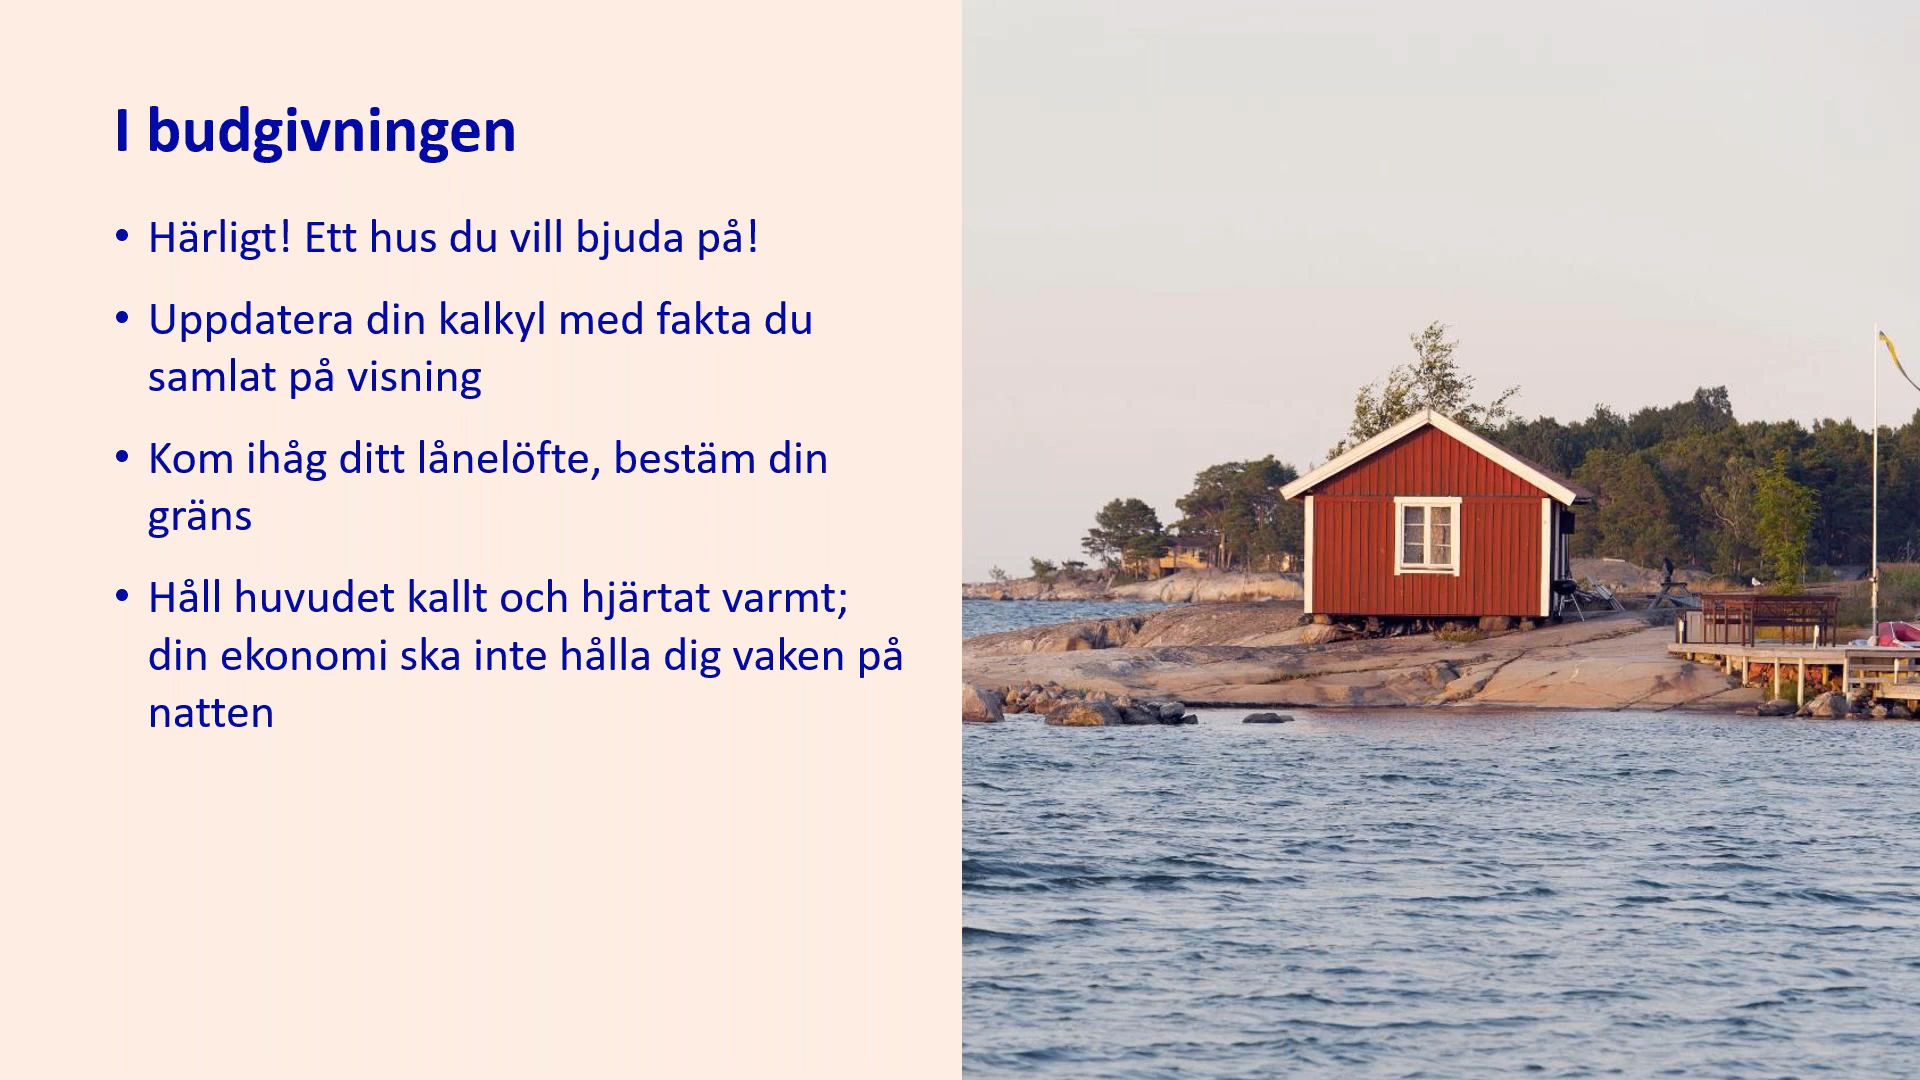 I budgivningen
• Härligt! Ett hus du vill bjuda på!
• Uppdatera din kalkyl med fakta du
samlat på visning
• Kom ihåg ditt lånelöfte, bestäm din
gräns
• Håll huvudet kallt och hjärtat varmt;
din ekonomi ska inte hålla dig vaken på
natten